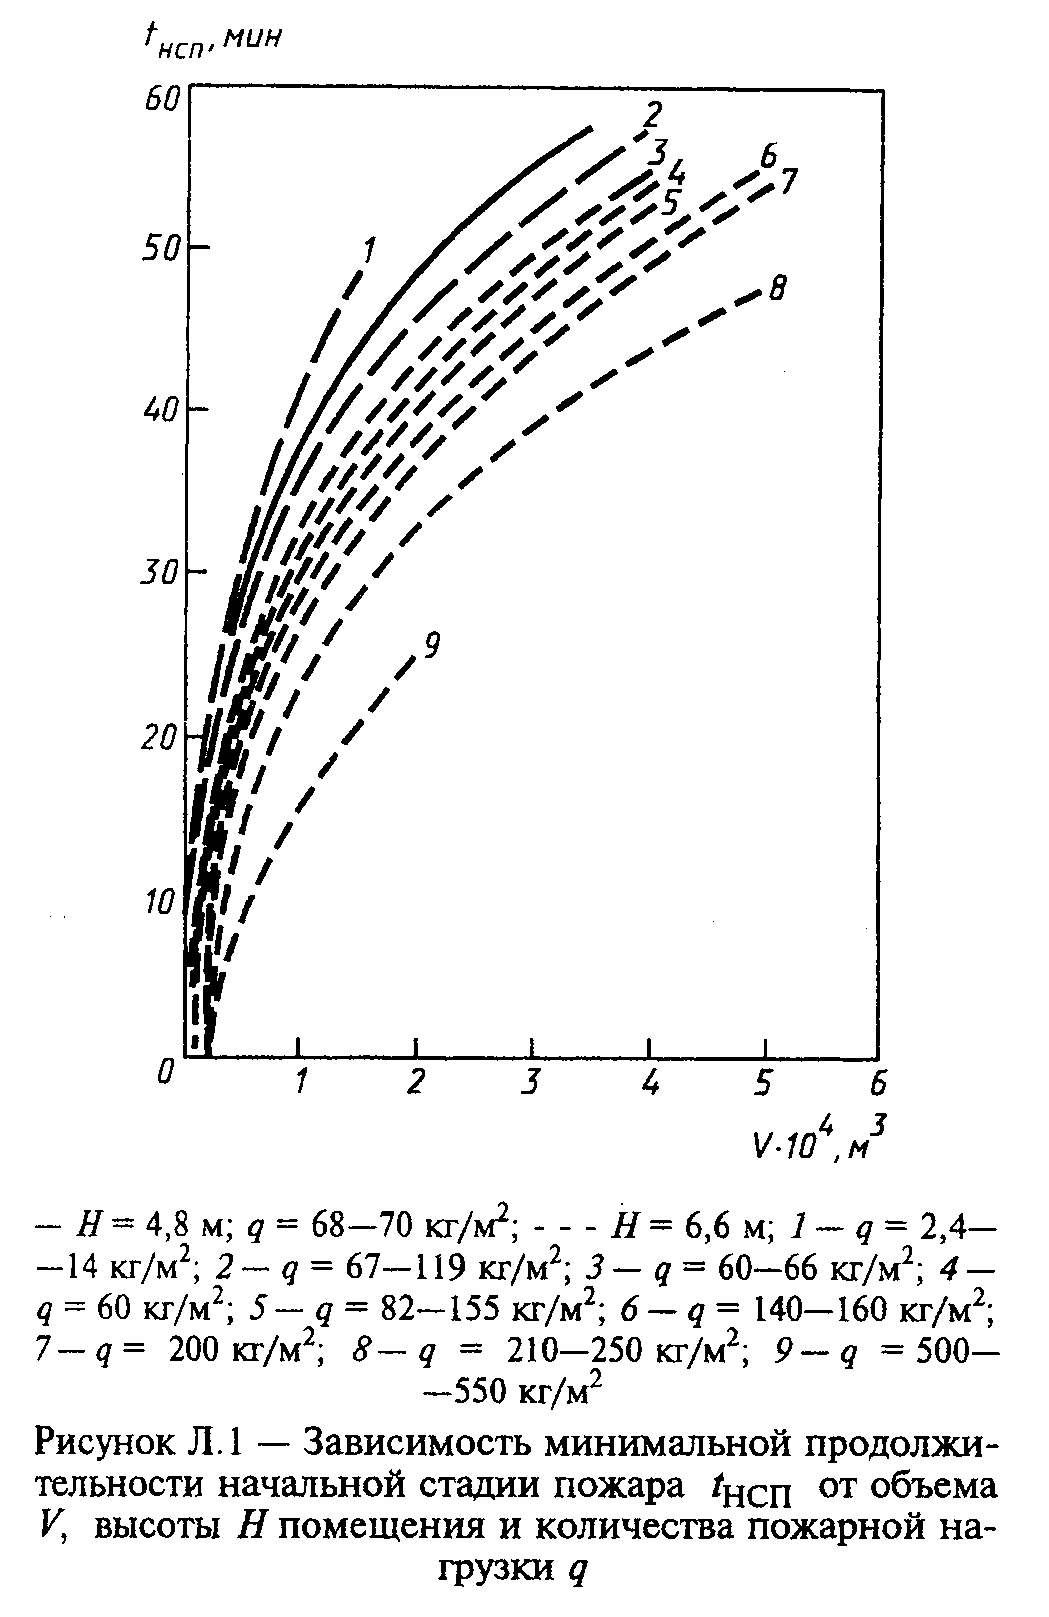 tнсп, мин
60
50
40
30
20
10
0
1 2 3 4 5 6
1
2
3
4
5
6
7
8
9
V·10⁴, м³
— H = 4,8 м; q = 68—70 кг/м²; - - - H = 6,6 м; 1 — q = 2,4—
—14 кг/м²; 2 — q = 67—119 кг/м²; 3 — q = 60—66 кг/м²; 4 —
q = 60 кг/м²; 5 — q = 82—155 кг/м²; 6 — q = 140—160 кг/м²;
7 — q = 200 кг/м²; 8 — q = 210—250 кг/м²; 9 — q = 500—
—550 кг/м²
Рисунок Л.1 — Зависимость минимальной продолжи-
тельности начальной стадии пожара tНСП от объема
V, высоты H помещения и количества пожарной на-
грузки q